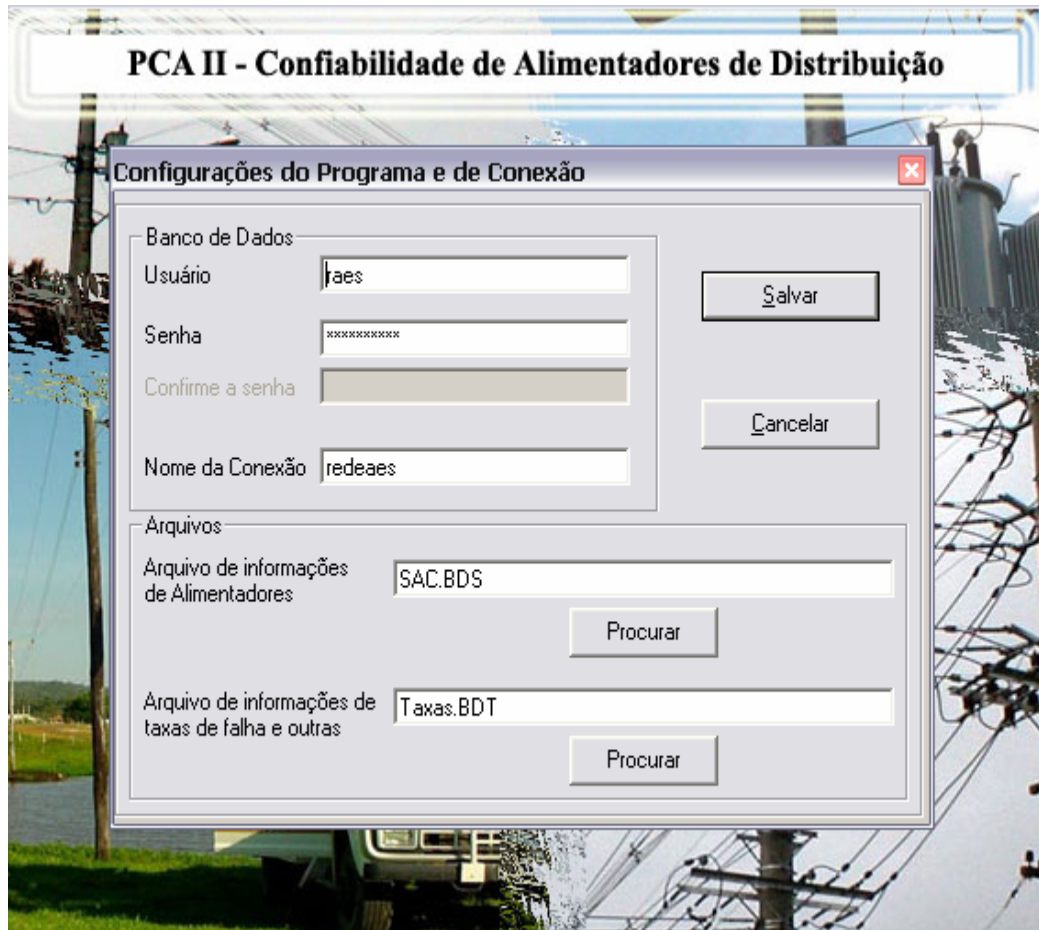 PCA II - Confiabilidade de Alimentadores de Distribuição
Configurações do Programa e de Conexão
Banco de Dados
Usuário
raes
Salvar
Senha
**********
Confirme a senha
Cancelar
Nome da Conexão
redeaes
Arquivos
Arquivo de informações
de Alimentadores
SAC.BDS
Procurar
Arquivo de informações de
taxas de falha e outras
Taxas.BDT
Procurar